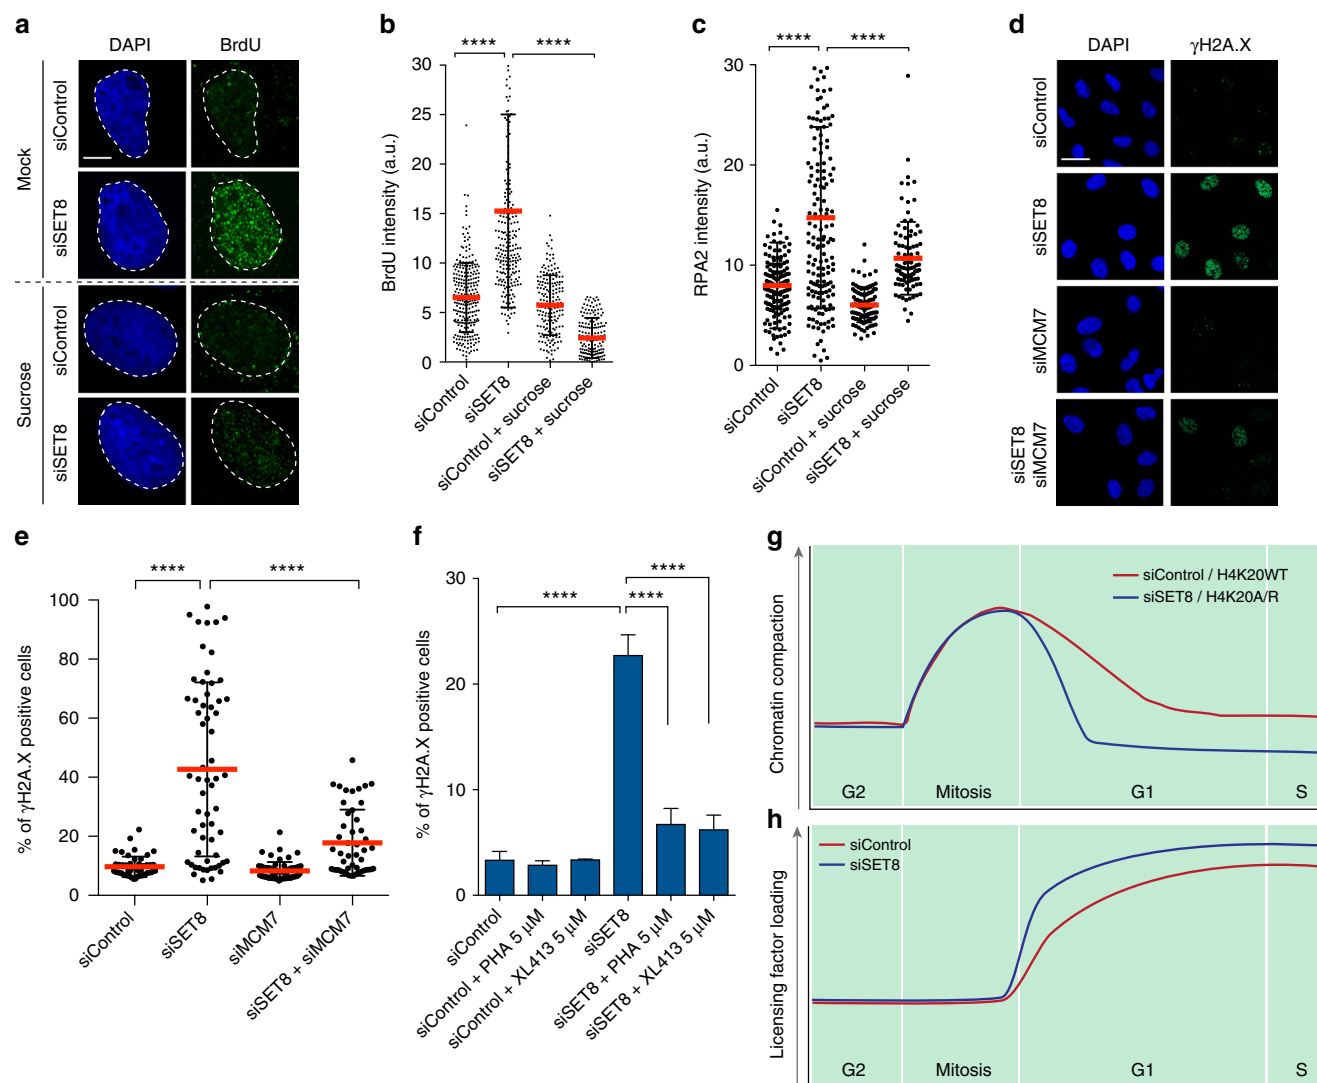 a
DAPI
BrdU
Mock
siControl
siSET8
Sucrose
siControl
siSET8
b
****
****
BrdU intensity (a.u.)
30
25
20
15
10
5
0
siControl
siSET8
siControl + sucrose
siSET8 + sucrose
c
****
****
RPA2 intensity (a.u.)
30
20
10
0
siControl
siSET8
siControl + sucrose
siSET8 + sucrose
d
DAPI
γH2A.X
siControl
siSET8
siMCM7
siSET8
siMCM7
e
****
****
% of γH2A.X positive cells
100
80
60
40
20
0
siControl
siSET8
siMCM7
siSET8 + siMCM7
f
****
****
****
% of γH2A.X positive cells
30
20
10
0
siControl
siControl + PHA 5 μM
siControl + XL413 5 μM
siSET8
siSET8 + PHA 5 μM
siSET8 + XL413 5 μM
g
Chromatin compaction
siControl / H4K20WT
siSET8 / H4K20A/R
G2
Mitosis
G1
S
h
Licensing factor loading
siControl
siSET8
G2
Mitosis
G1
S